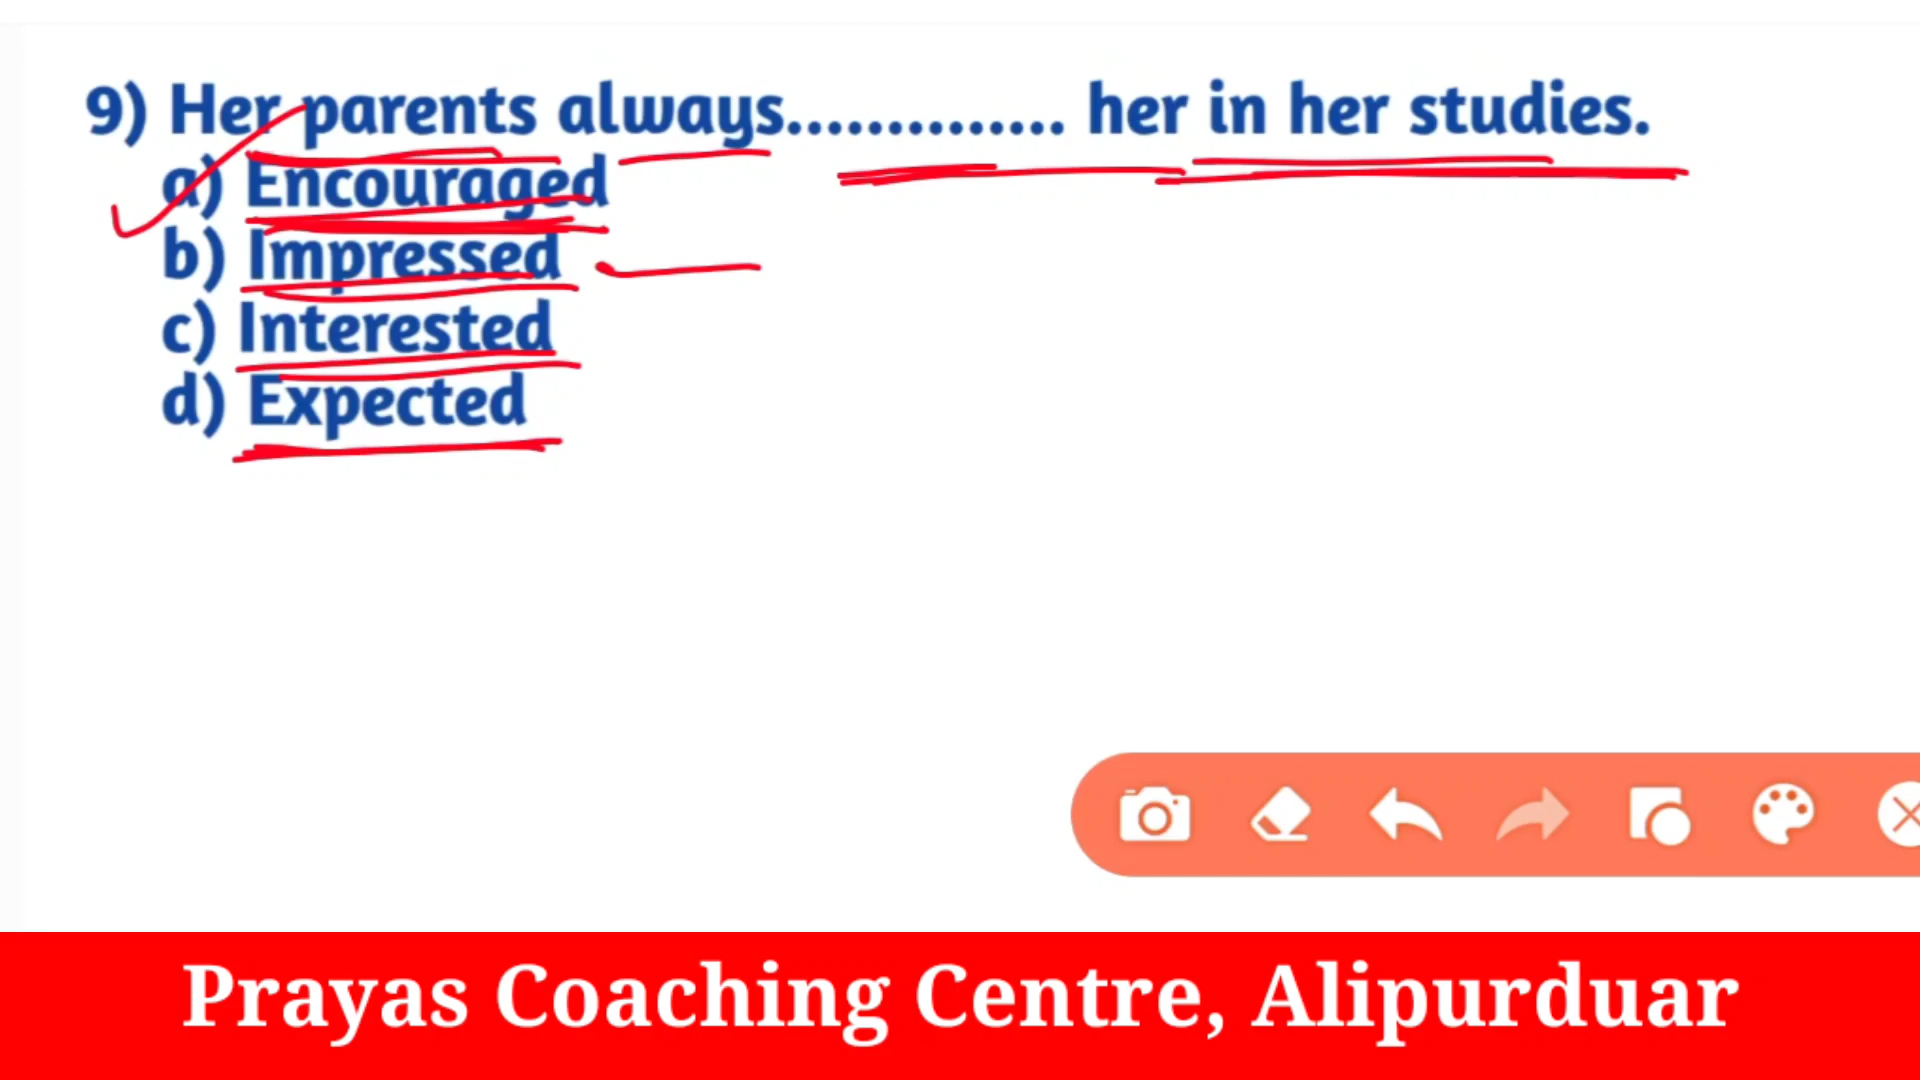 9) Her parents always.............. her in her studies.
a) Encouraged
b) Impressed
c) Interested
d) Expected
Prayas Coaching Centre, Alipurduar